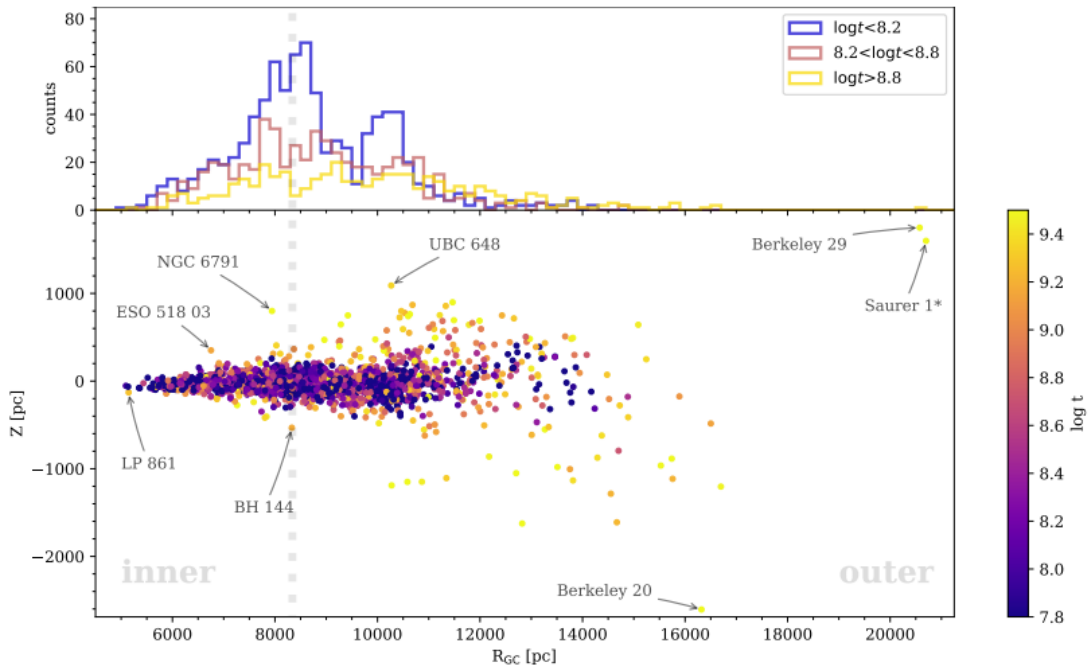 80
60
40
20
0
counts
logt<8.2
8.2<logt<8.8
logt>8.8
1000
0
−1000
−2000
Z [pc]
UBC 648
Berkeley 29
NGC 6791
ESO 518 03
Saurer 1*
LP 861
BH 144
inner
outer
Berkeley 20
6000 8000 10000 12000 14000 16000 18000 20000
RGC [pc]
9.4
9.2
9.0
8.8
8.6
8.4
8.2
8.0
7.8
log t